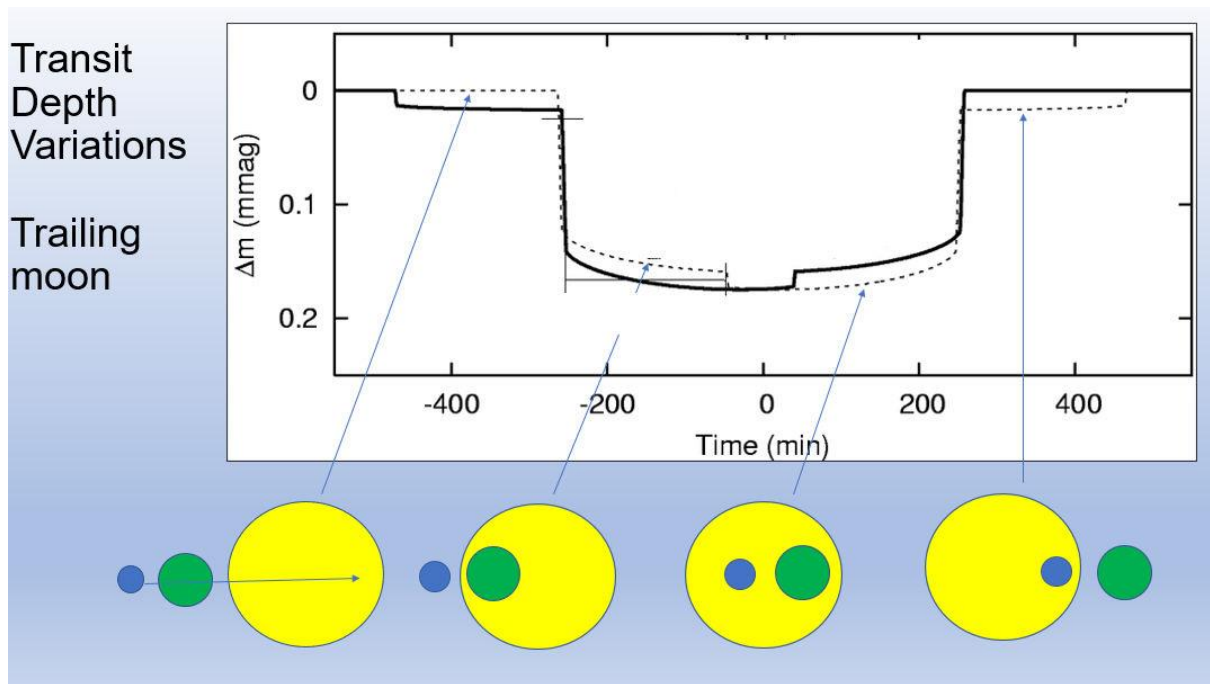 Transit
Depth
Variations
Trailing
moon
0
0.1
0.2
Δm (mmag)
-400
-200
0
200
400
Time (min)